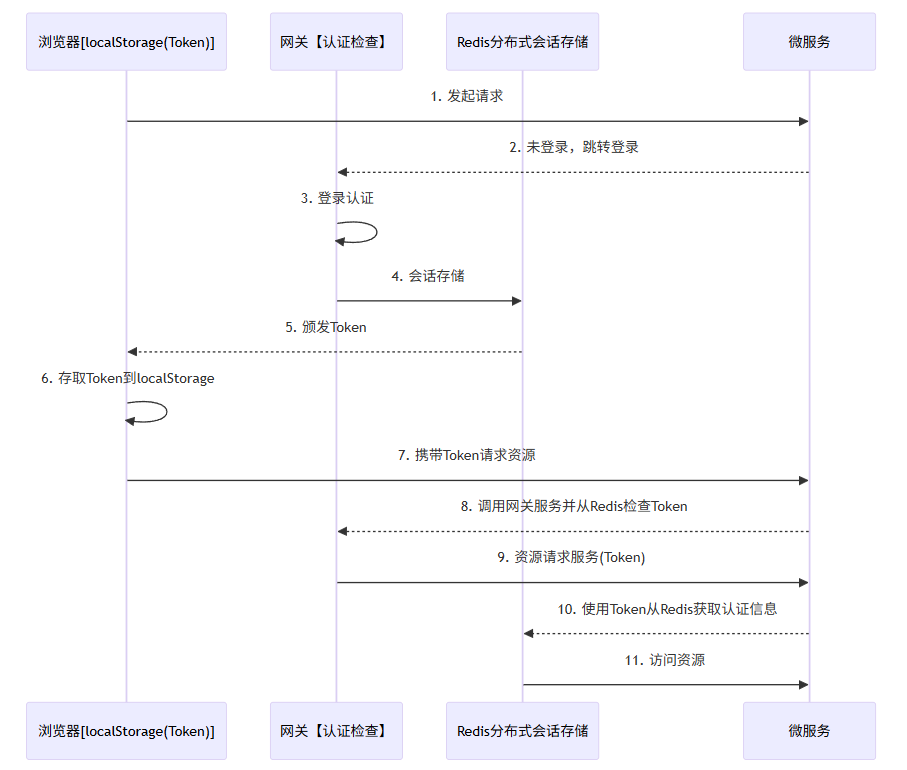 浏览器[localStorage(Token)]
网关【认证检查】
Redis分布式会话存储
微服务
1. 发起请求
2. 未登录，跳转登录
3. 登录认证
4. 会话存储
5. 颁发Token
6. 存取Token到localStorage
7. 携带Token请求资源
8. 调用网关服务并从Redis检查Token
9. 资源请求服务(Token)
10. 使用Token从Redis获取认证信息
11. 访问资源
浏览器[localStorage(Token)]
网关【认证检查】
Redis分布式会话存储
微服务